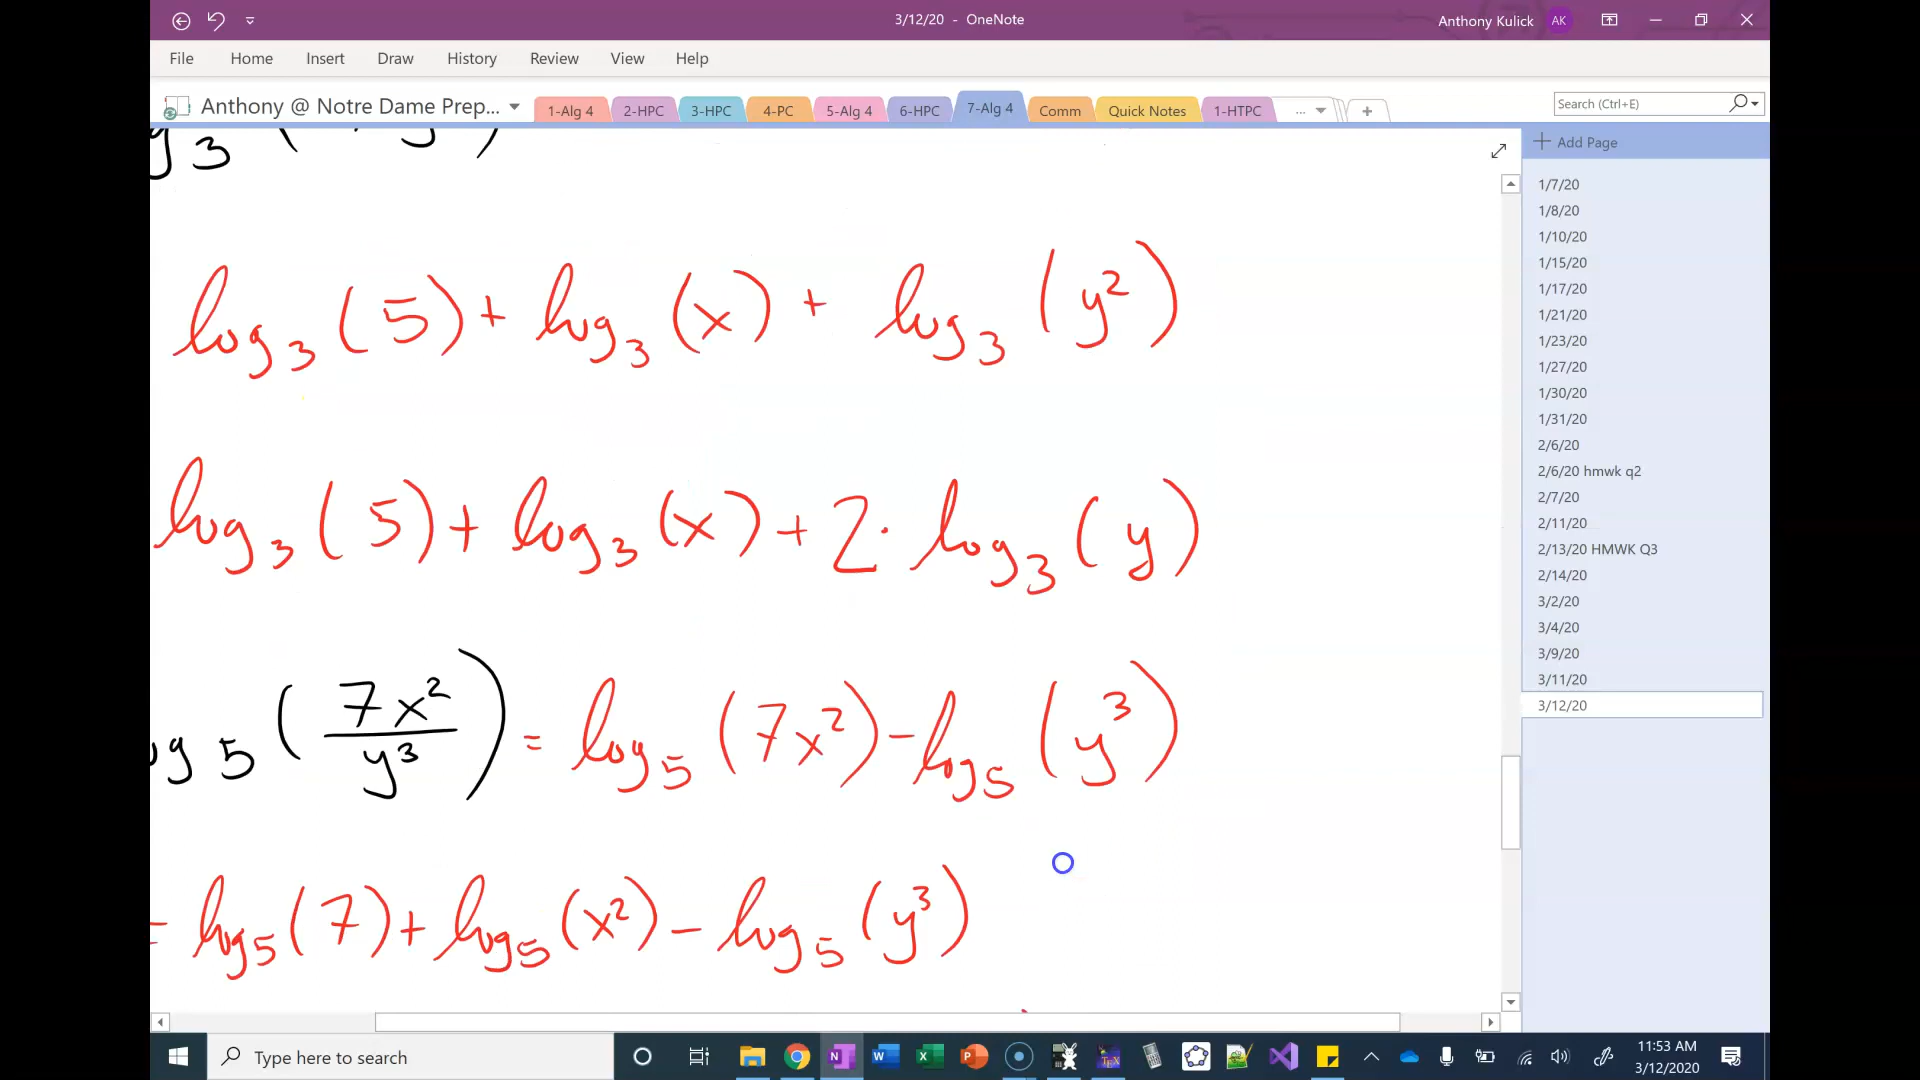 3/12/20 - OneNote
Anthony Kulick AK
File Home Insert Draw History Review View Help
Anthony @ Notre Dame Prep... 1-Alg 4 2-HPC 3-HPC 4-PC 5-Alg 4 6-HPC 7-Alg 4 Comm Quick Notes 1-HTPC ... Search (Ctrl+E)
Add Page
1/7/20
1/8/20
1/10/20
1/15/20
1/17/20
1/21/20
1/23/20
1/27/20
1/30/20
1/31/20
2/6/20
2/6/20 hmwk q2
2/7/20
2/11/20
2/13/20 HMWK Q3
2/14/20
3/2/20
3/4/20
3/9/20
3/11/20
3/12/20
log₃(5) + log₃(x) + log₃(y²)
log₃(5) + log₃(x) + 2·log₃(y)
og₅(7x²/y³) = log₅(7x²) - log₅(y³)
= log₅(7) + log₅(x²) - log₅(y³)
Type here to search
11:53 AM
3/12/2020